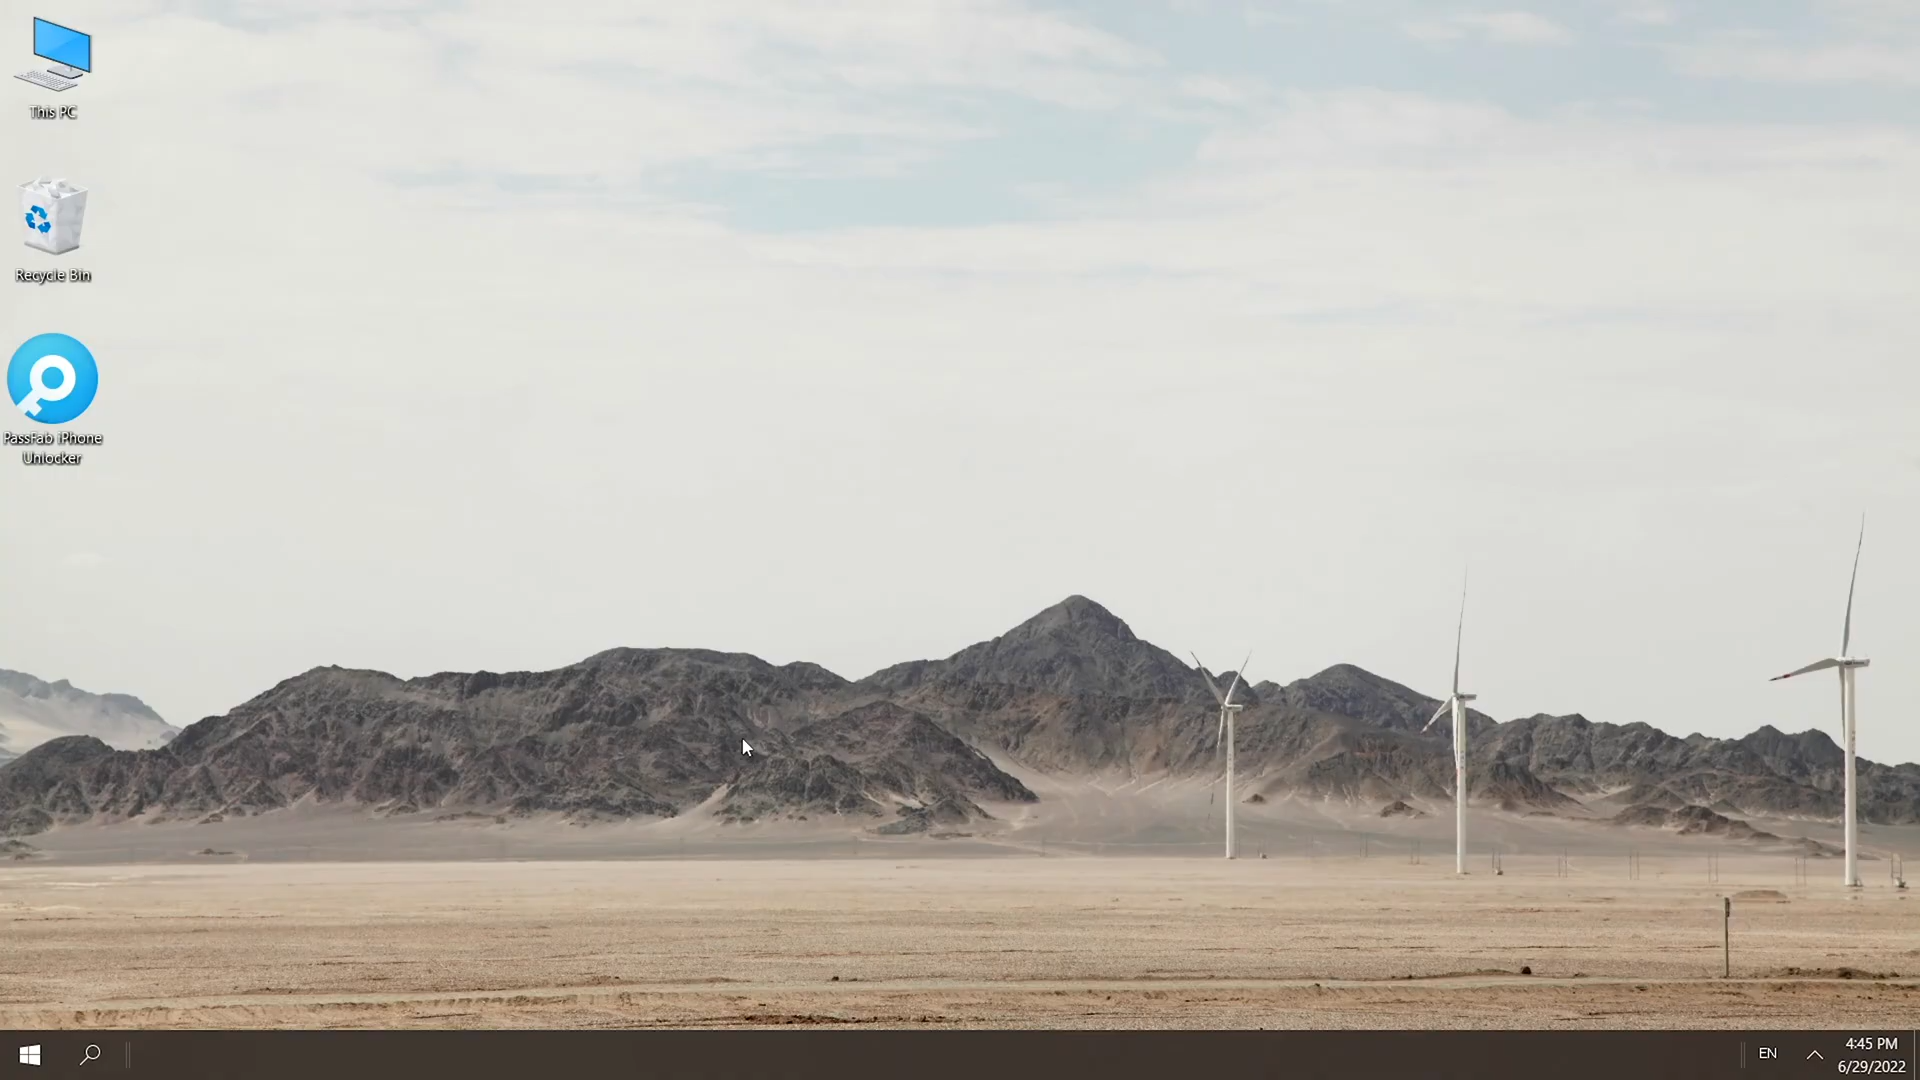 This PC
Recycle Bin
PassFab iPhone
Unlocker
EN
4:45 PM
6/29/2022